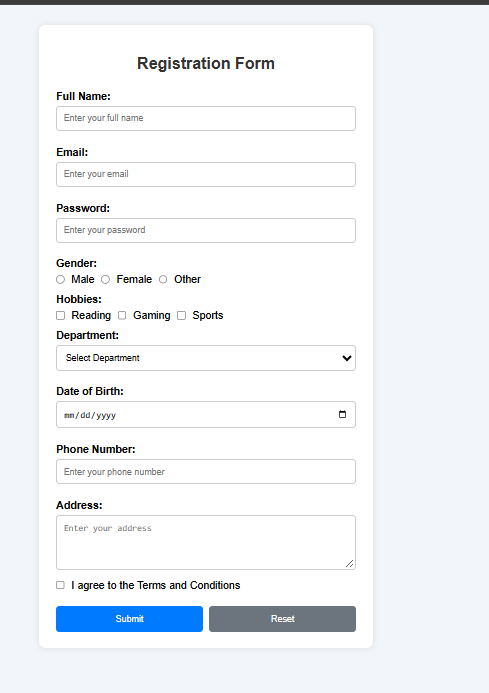 Registration Form
Full Name:
Enter your full name
Email:
Enter your email
Password:
Enter your password
Gender:
Male Female Other
Hobbies:
Reading Gaming Sports
Department:
Select Department
Date of Birth:
mm/dd/yyyy
Phone Number:
Enter your phone number
Address:
Enter your address
I agree to the Terms and Conditions
Submit Reset